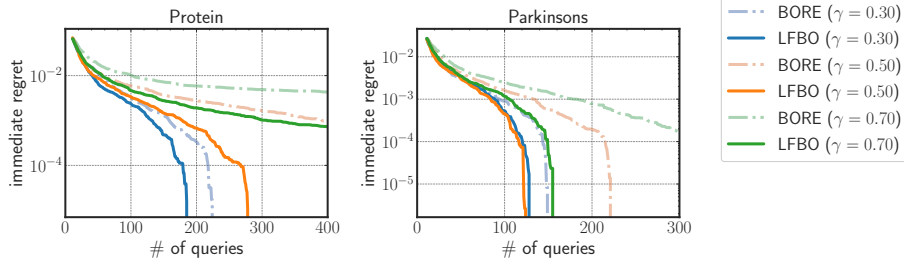 Protein
immediate regret
10⁻²
10⁻⁴
0 100 200 300 400
# of queries
Parkinsons
immediate regret
10⁻²
10⁻³
10⁻⁴
10⁻⁵
0 100 200 300
# of queries
BORE (γ = 0.30)
LFBO (γ = 0.30)
BORE (γ = 0.50)
LFBO (γ = 0.50)
BORE (γ = 0.70)
LFBO (γ = 0.70)